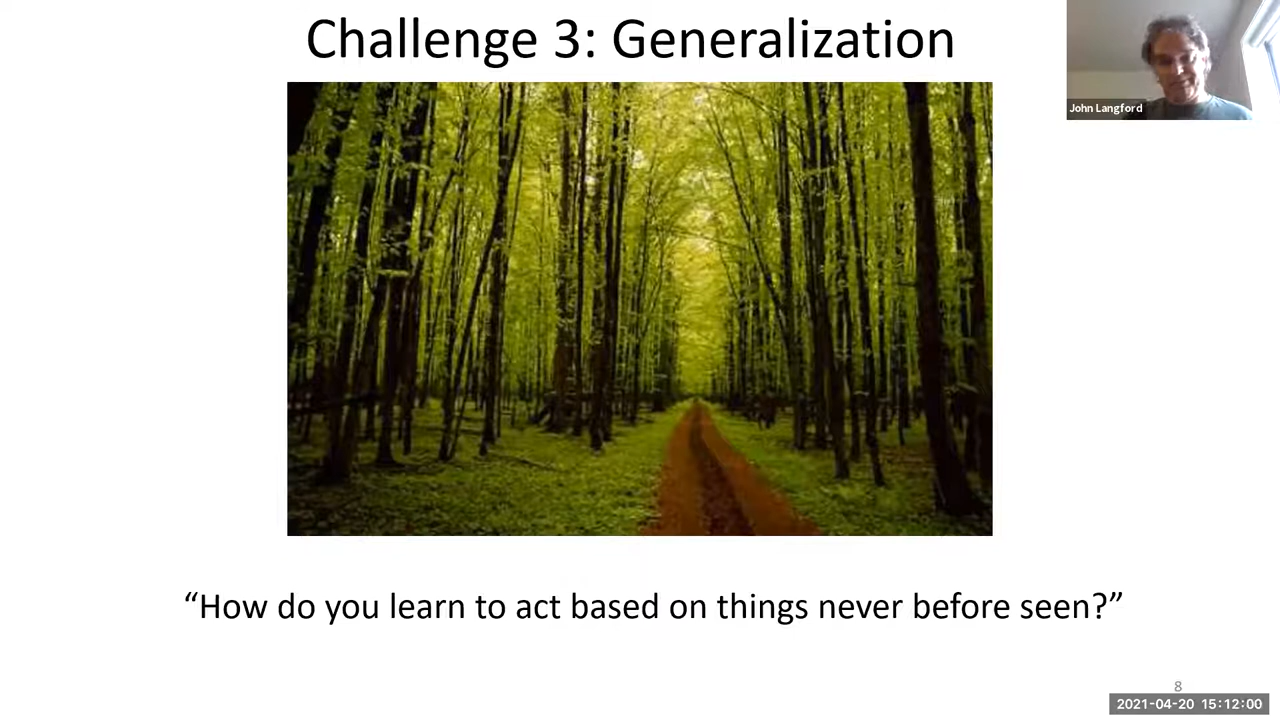 Challenge 3: Generalization
John Langford
“How do you learn to act based on things never before seen?”
8
2021-04-20 15:12:00